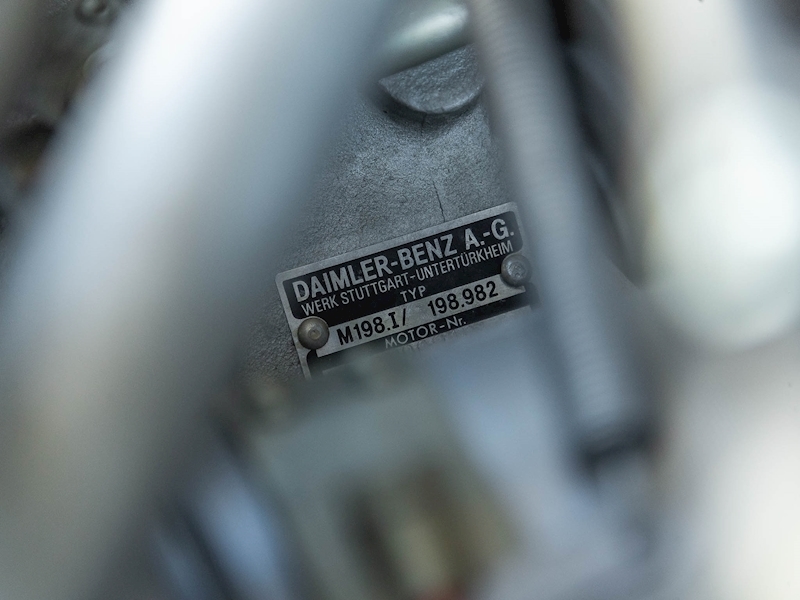 DAIMLER-BENZ A.-G.
WERK STUTTGART-UNTERTÜRKHEIM
TYP
M198.I/ 198.982
MOTOR-Nr.